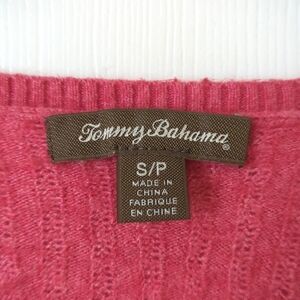 Tommy Bahama®
S/P
MADE IN
CHINA
FABRIQUE
EN CHINE